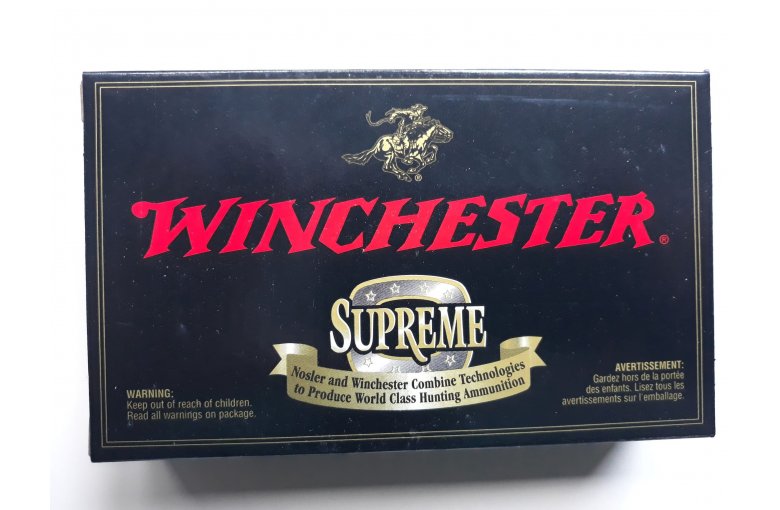 WINCHESTER®
SUPREME
Nosler and Winchester Combine Technologies
to Produce World Class Hunting Ammunition
WARNING:
Keep out of reach of children.
Read all warnings on package.
AVERTISSEMENT:
Gardez hors de la portée
des enfants. Lisez tous les
avertissements sur l'emballage.